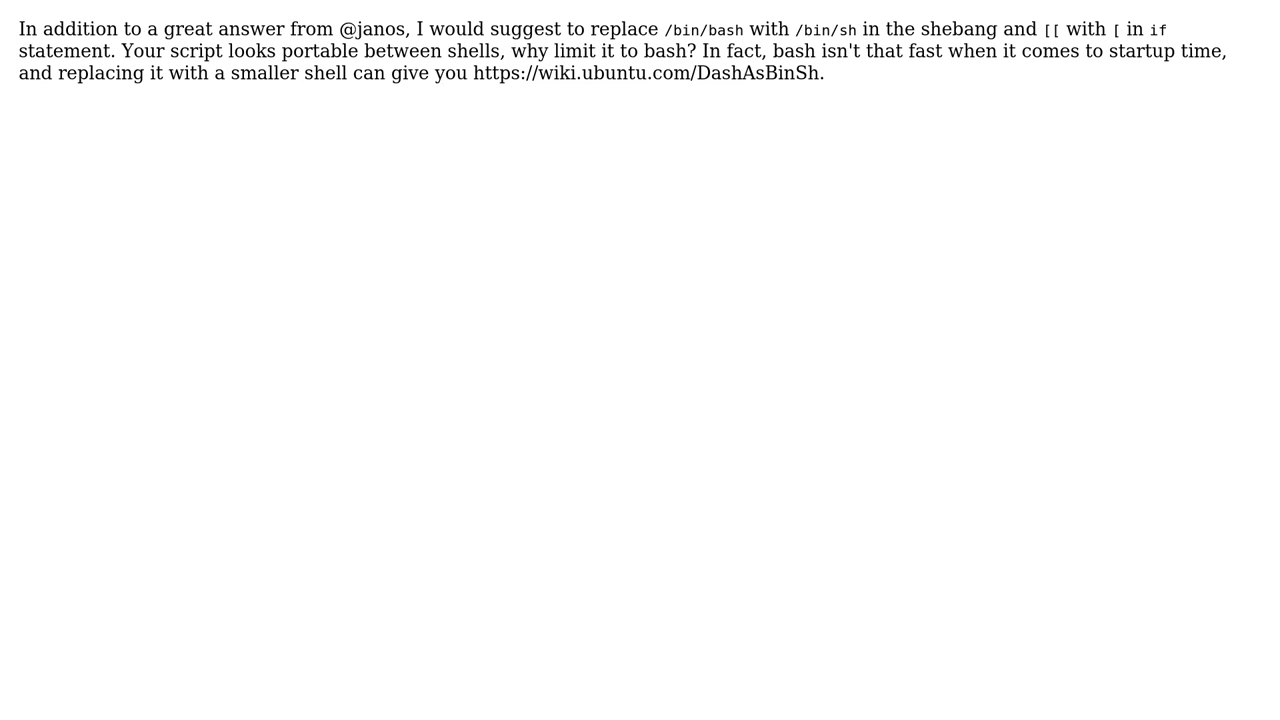 In addition to a great answer from @janos, I would suggest to replace /bin/bash with /bin/sh in the shebang and [[ with [ in if
statement. Your script looks portable between shells, why limit it to bash? In fact, bash isn't that fast when it comes to startup time,
and replacing it with a smaller shell can give you https://wiki.ubuntu.com/DashAsBinSh.